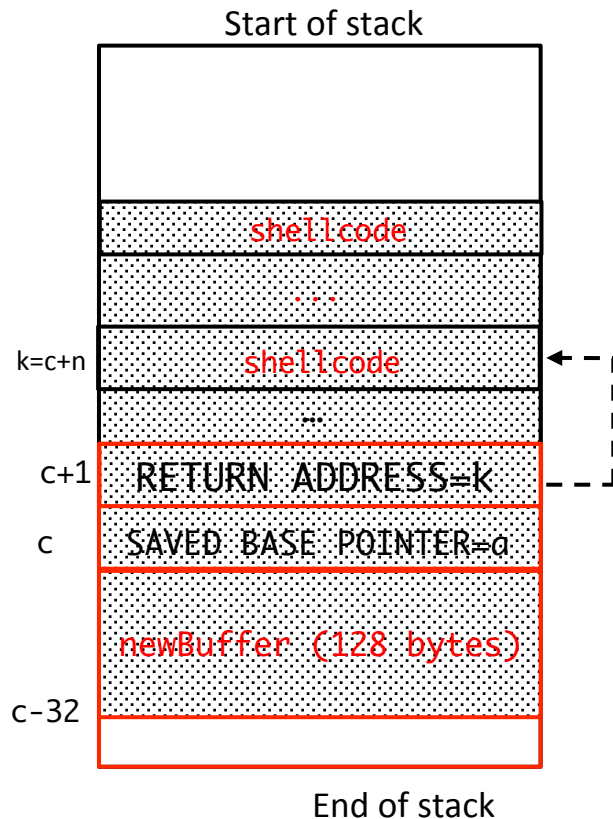 Start of stack
shellcode
...
k=c+n
shellcode
...
c+1
RETURN ADDRESS=k
c
SAVED BASE POINTER=a
newBuffer (128 bytes)
c-32
End of stack